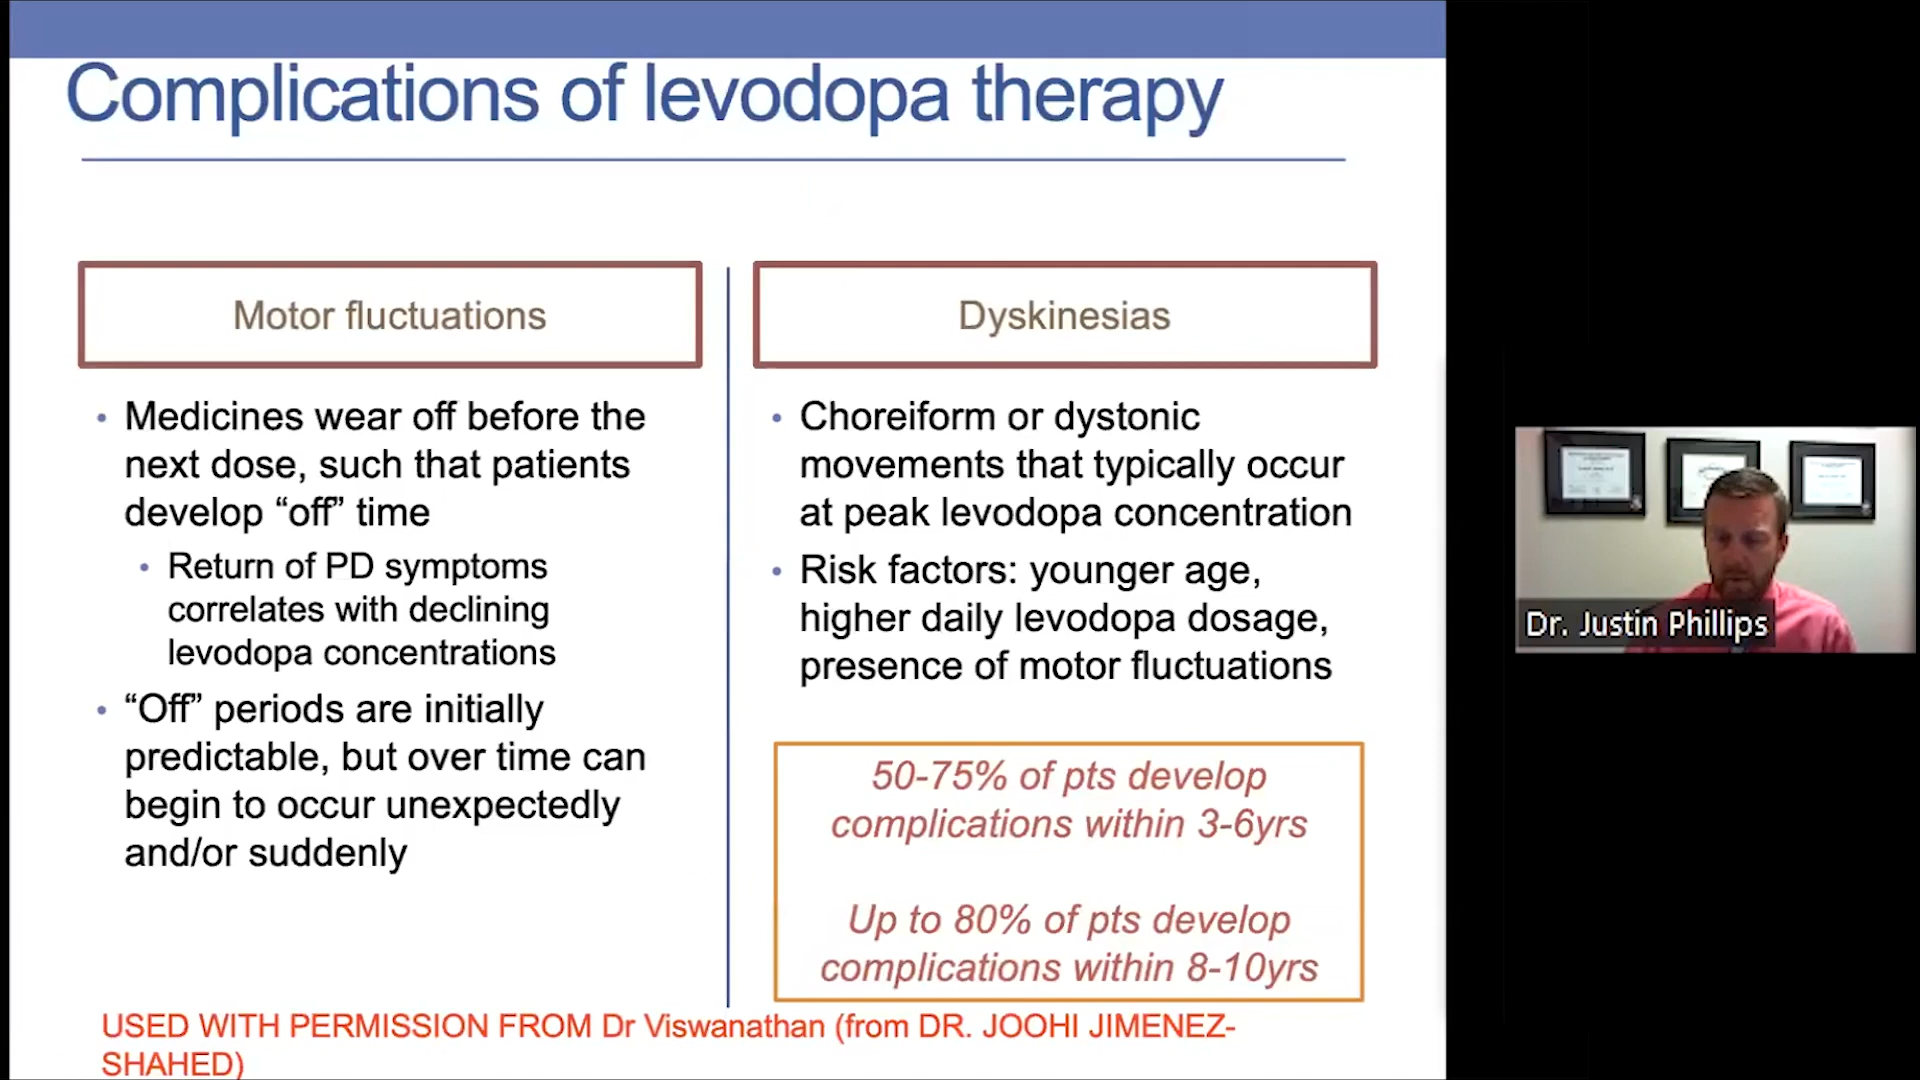 Complications of levodopa therapy
Motor fluctuations
• Medicines wear off before the
next dose, such that patients
develop “off” time
• Return of PD symptoms
correlates with declining
levodopa concentrations
• “Off” periods are initially
predictable, but over time can
begin to occur unexpectedly
and/or suddenly
Dyskinesias
• Choreiform or dystonic
movements that typically occur
at peak levodopa concentration
• Risk factors: younger age,
higher daily levodopa dosage,
presence of motor fluctuations
50-75% of pts develop
complications within 3-6yrs
Up to 80% of pts develop
complications within 8-10yrs
USED WITH PERMISSION FROM Dr Viswanathan (from DR. JOOHI JIMENEZ-
SHAHED)
Dr. Justin Phillips